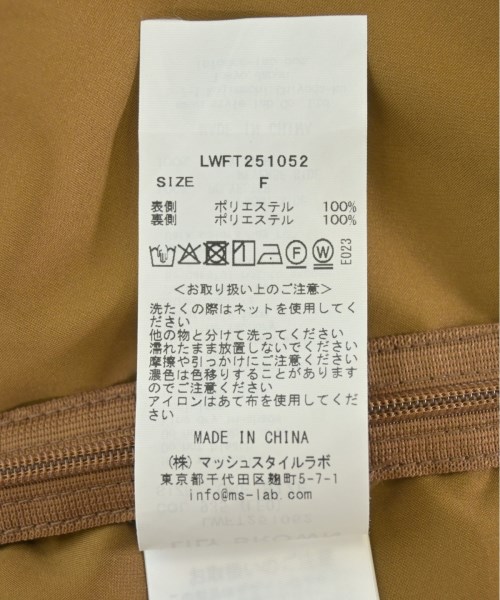 LWFT251052
SIZE F
表側 ポリエステル 100%
裏側 ポリエステル 100%
E023
<お取り扱い上のご注意>
洗たくの際はネットを使用してく
ださい
他の物と分けて洗ってください
濡れたまま放置しないでください
摩擦や引っかけにご注意ください
濃色は色移りすることがあります
のでご注意ください
アイロンはあて布を使用してくだ
さい
MADE IN CHINA
(株) マッシュスタイルラボ
東京都千代田区麹町5-7-1
info@ms-lab.com